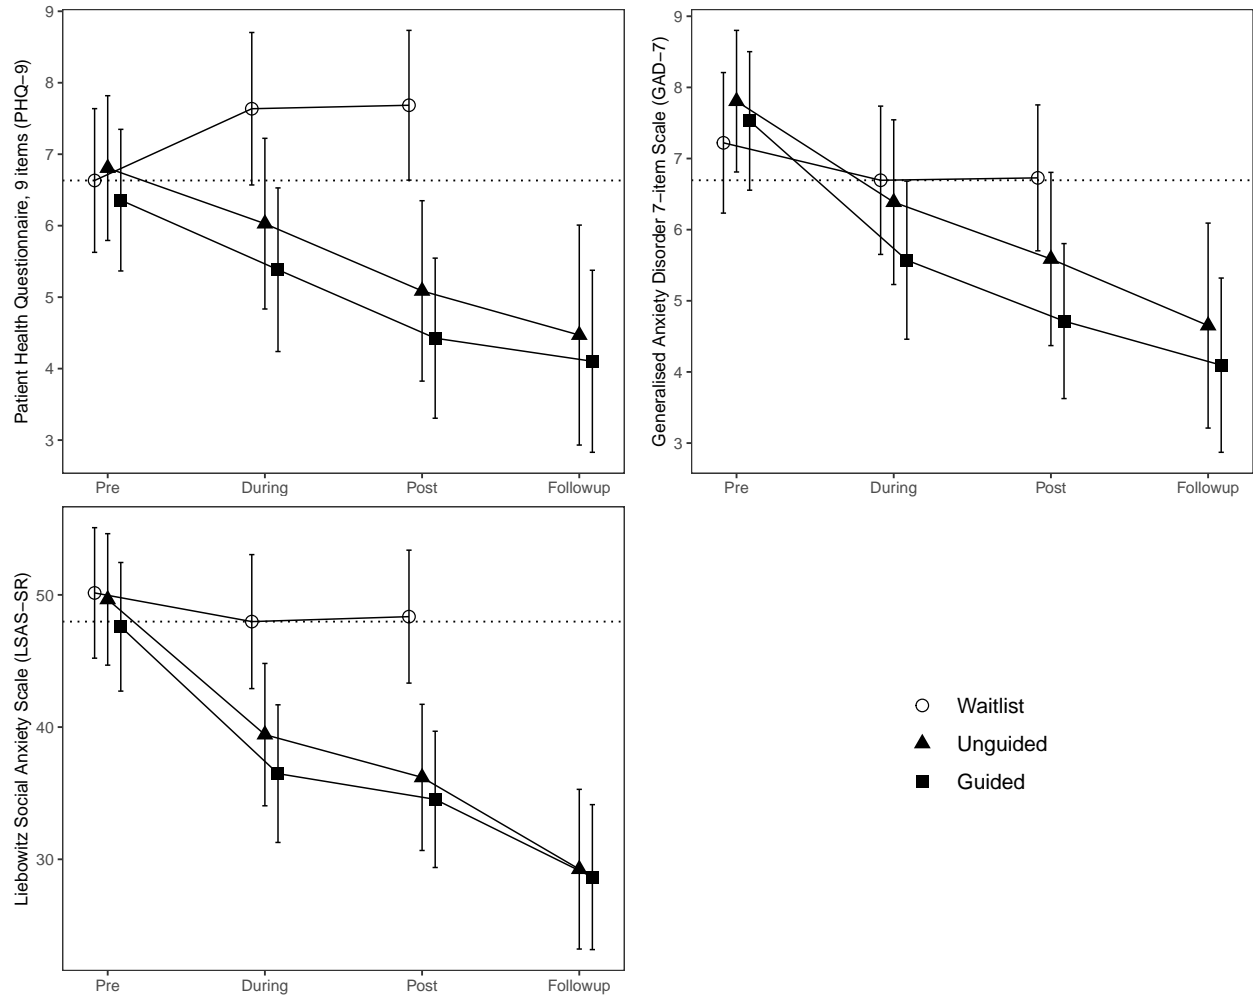 Patient Health Questionnaire, 9 items (PHQ−9)
9
8
7
6
5
4
3
Pre
During
Post
Followup
Generalised Anxiety Disorder 7−item Scale (GAD−7)
9
8
7
6
5
4
3
Pre
During
Post
Followup
Liebowitz Social Anxiety Scale (LSAS−SR)
50
40
30
Pre
During
Post
Followup
Waitlist
Unguided
Guided